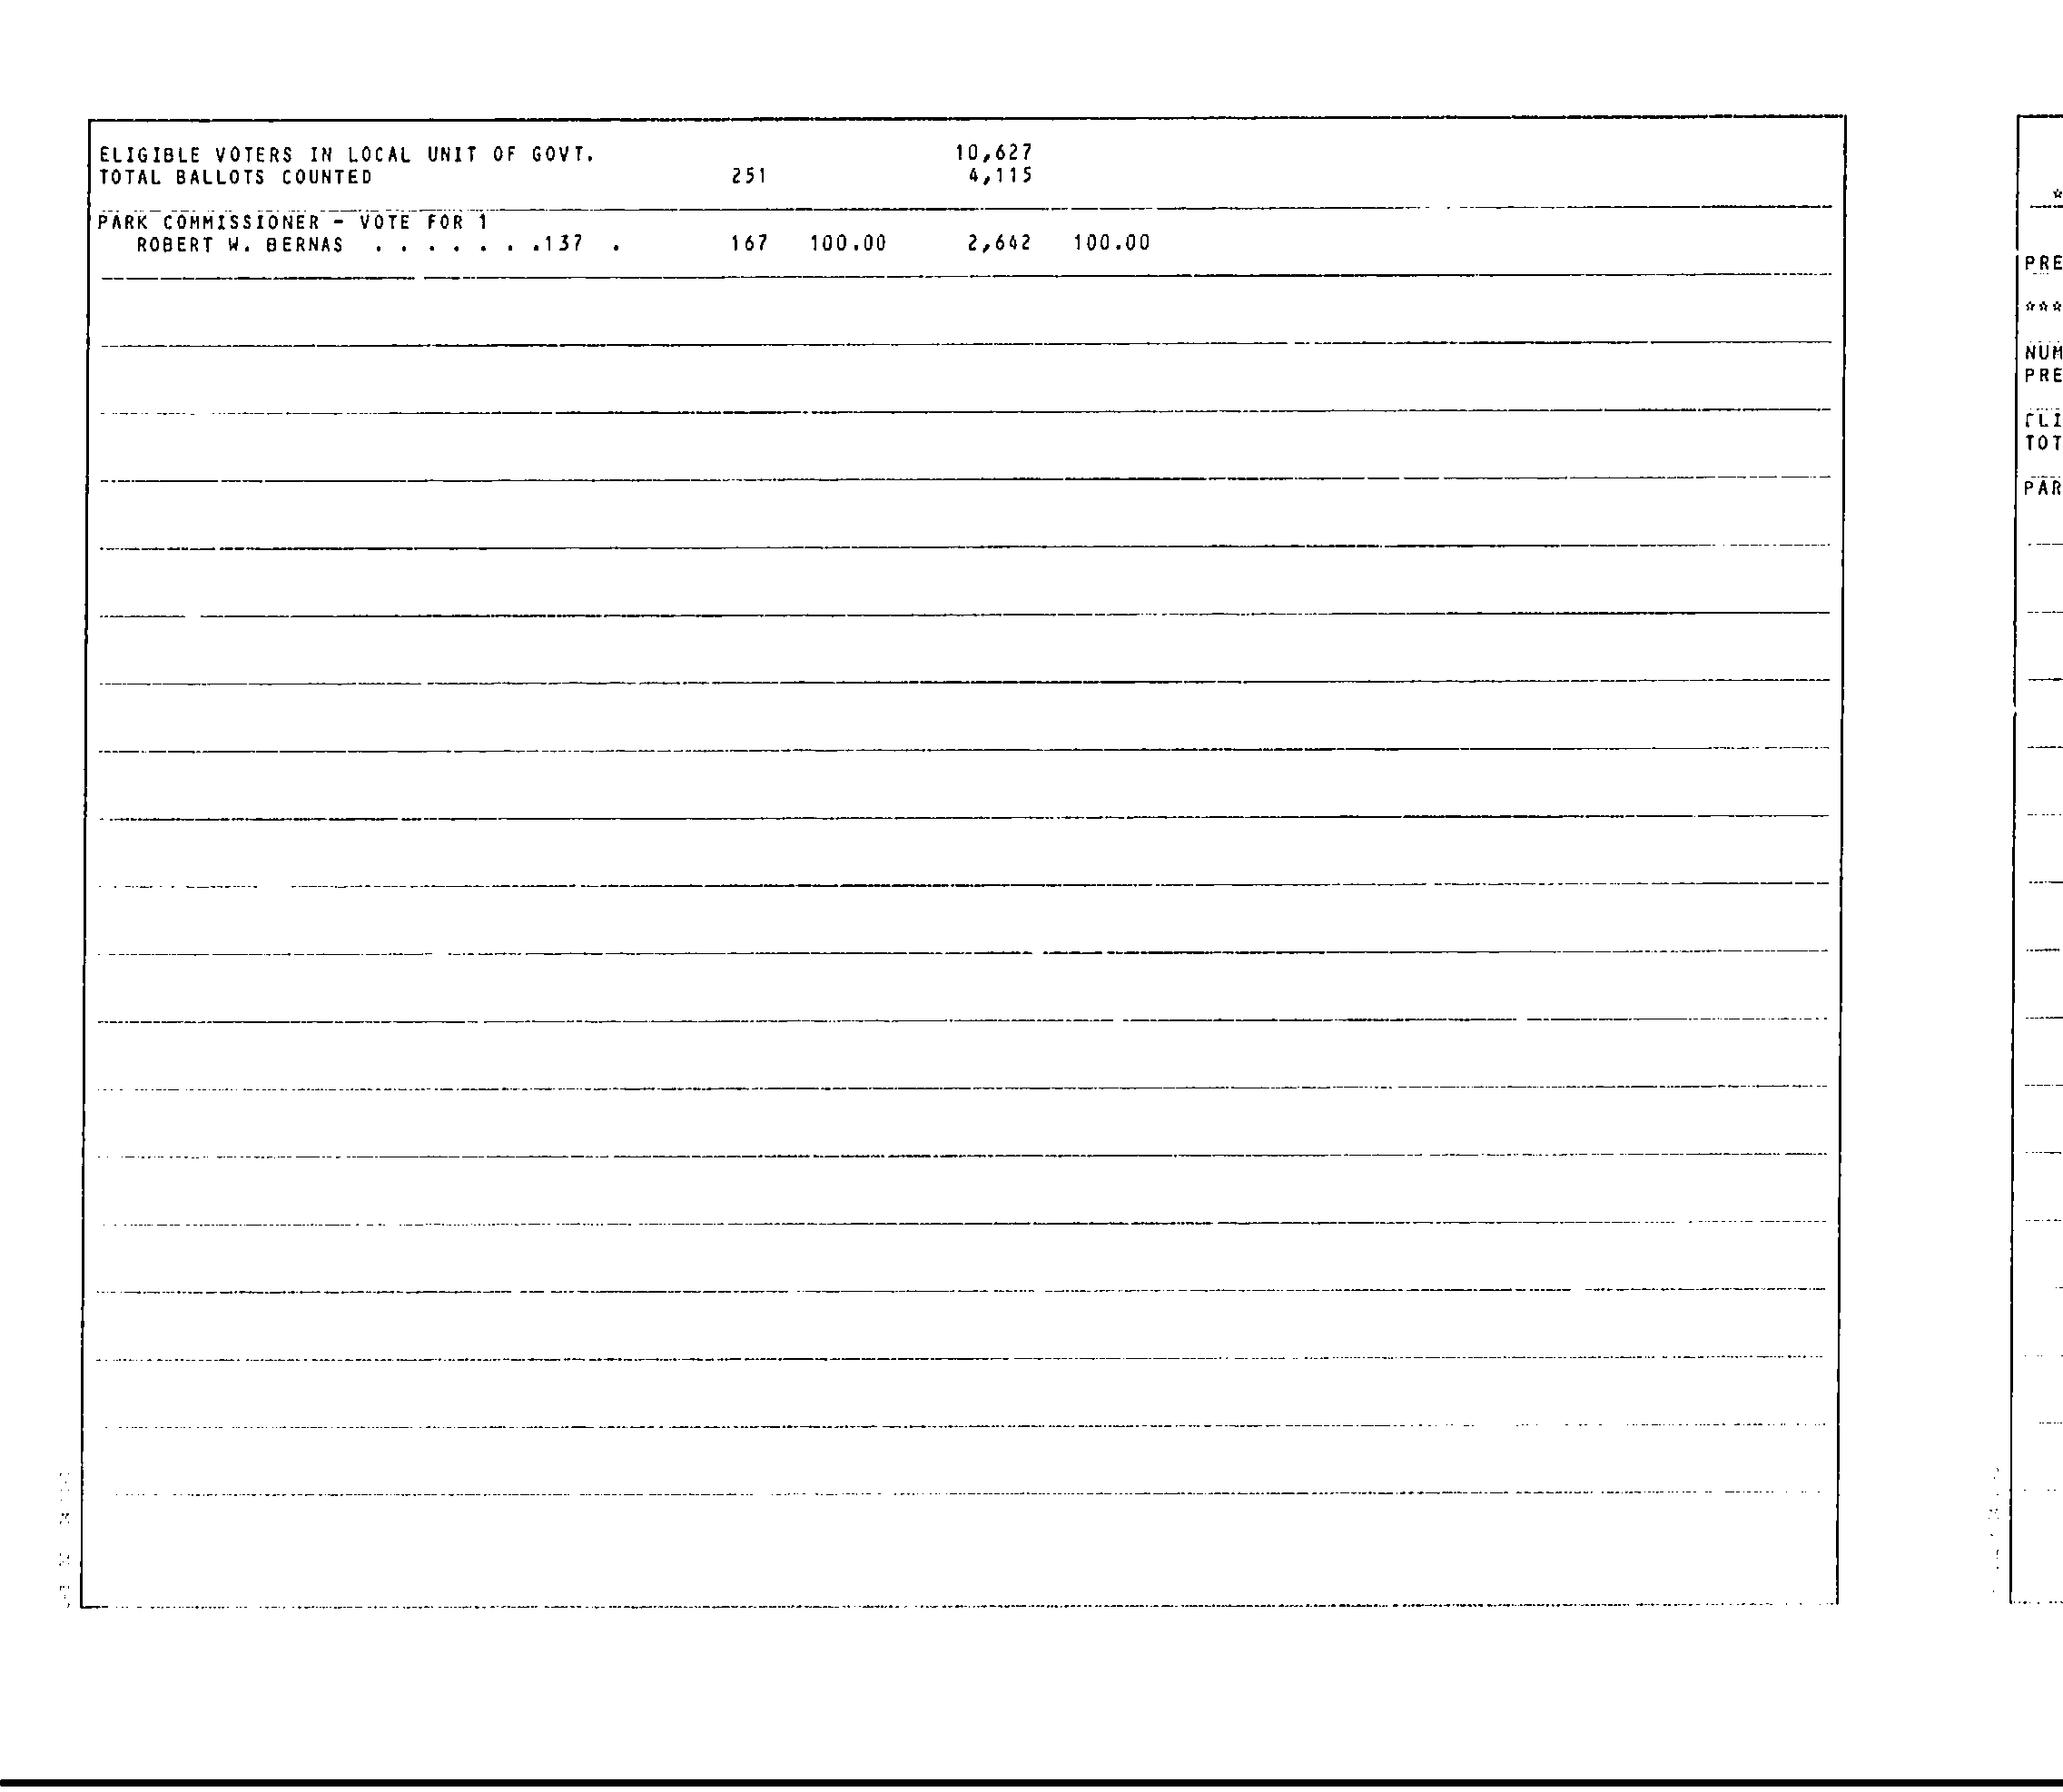 ELIGIBLE VOTERS IN LOCAL UNIT OF GOVT. 10,627
TOTAL BALLOTS COUNTED 251 4,115
PARK COMMISSIONER - VOTE FOR 1
ROBERT W. BERNAS . . . . . . .137 . 167 100.00 2,642 100.00
PRE
***
NUM
PRE
ELI
TOT
PAR